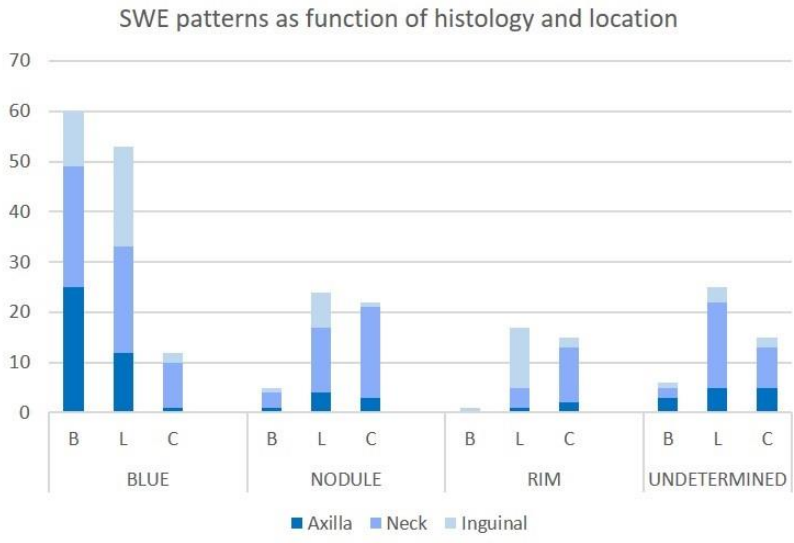 SWE patterns as function of histology and location
70
60
50
40
30
20
10
0
B L C B L C B L C B L C
BLUE NODULE RIM UNDETERMINED
Axilla Neck Inguinal